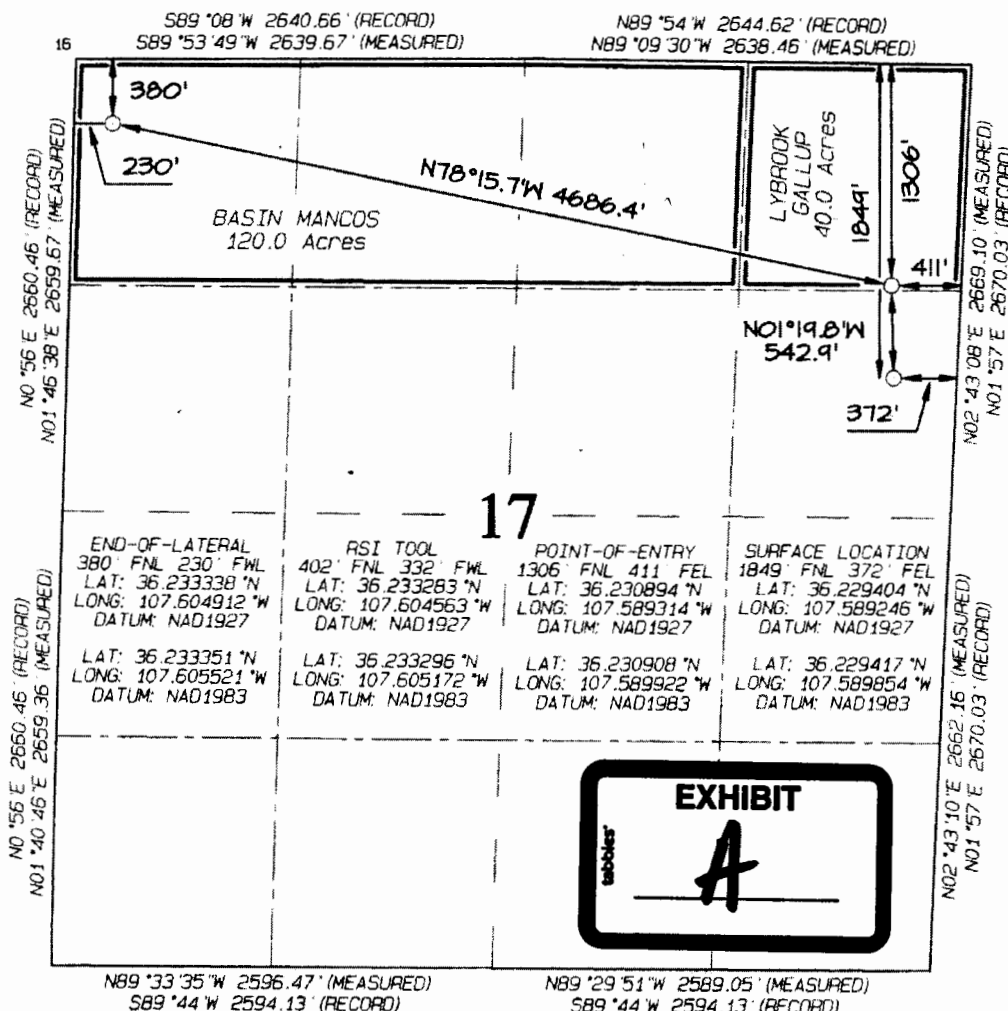 S89°08'W 2640.66' (RECORD)
S89°53'49"W 2639.67' (MEASURED)
N89°54'W 2644.62' (RECORD)
N89°09'30"W 2638.46' (MEASURED)
16
380'
230'
N78°15.7'W 4686.4'
BASIN MANCOS
120.0 Acres
LYBROOK
GALLUP
40.0 Acres
1849'
1306'
411'
N01°19.8'W
542.9'
372'
N0°56'E 2660.46' (RECORD)
N01°46'38"E 2659.67' (MEASURED)
N02°43'08"E 2669.10' (MEASURED)
N01°57'E 2670.03' (RECORD)
17
END-OF-LATERAL
380' FNL 230' FWL
LAT: 36.233338°N
LONG: 107.604912°W
DATUM: NAD1927
LAT: 36.233351°N
LONG: 107.605521°W
DATUM: NAD1983
RSI TOOL
402' FNL 332' FWL
LAT: 36.233283°N
LONG: 107.604563°W
DATUM: NAD1927
LAT: 36.233296°N
LONG: 107.605172°W
DATUM: NAD1983
POINT-OF-ENTRY
1306' FNL 411' FEL
LAT: 36.230894°N
LONG: 107.589314°W
DATUM: NAD1927
LAT: 36.230908°N
LONG: 107.589922°W
DATUM: NAD1983
SURFACE LOCATION
1849' FNL 372' FEL
LAT: 36.229404°N
LONG: 107.589246°W
DATUM: NAD1927
LAT: 36.229417°N
LONG: 107.589854°W
DATUM: NAD1983
N0°56'E 2660.46' (RECORD)
N01°40'46"E 2659.36' (MEASURED)
N02°43'10"E 2662.16' (MEASURED)
N01°57'E 2670.03' (RECORD)
EXHIBIT
tabbies'
A
N89°33'35"W 2596.47' (MEASURED)
S89°44'W 2594.13' (RECORD)
N89°29'51"W 2589.05' (MEASURED)
S89°44'W 2594.13' (RECORD)